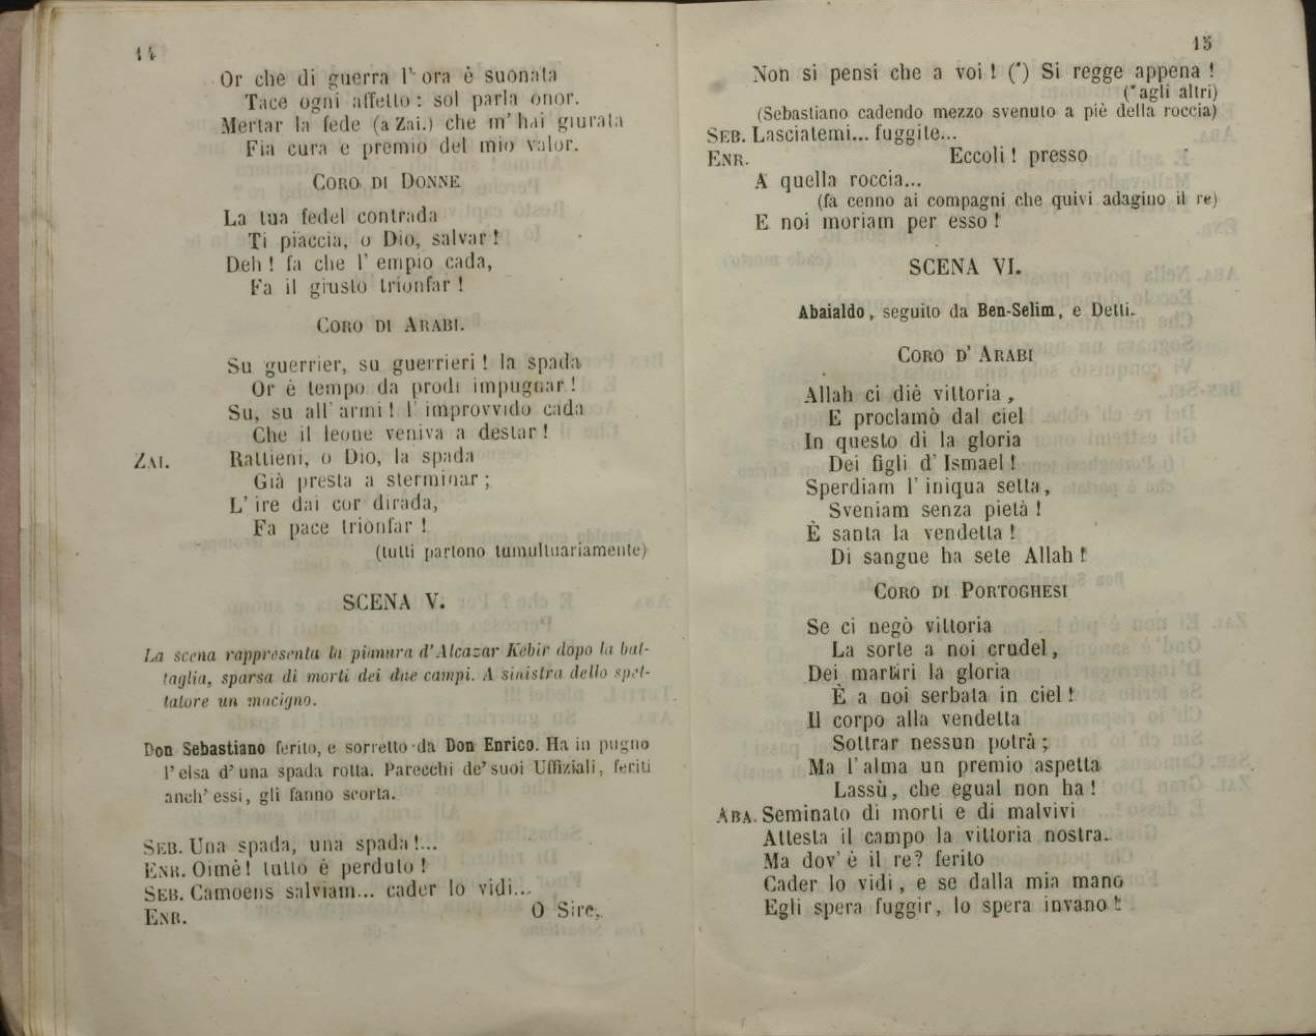 14
Or che di guerra l' ora è suonata
Tace ogni affetto: sol parla onor.
Mertar la fede (a Zai.) che m' hai giurata
Fia cura e premio del mio valor.
CORO DI DONNE
La tua fedel contrada
Ti piaccia, o Dio, salvar!
Deh! fa che l' empio cada,
Fa il giusto trionfar!
CORO DI ARABI.
Su guerrier, su guerrieri! la spada
Or è tempo da prodi impugnar!
Su, su all' armi! l' improvvido cada
Che il leone veniva a destar!
ZAI. Rattieni, o Dio, la spada
Già presta a sterminar;
L' ire dai cor dirada,
Fa pace trionfar!
(tutti partono tumultuariamente)
SCENA V.
La scena rappresenta la pianura d'Alcazar Kebir dopo la bat-
taglia, sparsa di morti dei due campi. A sinistra dello spet-
tatore un macigno.
Don Sebastiano ferito, e sorretto da Don Enrico. Ha in pugno
l'elsa d'una spada rotta. Parecchi de' suoi Uffiziali, feriti
anch' essi, gli fanno scorta.
SEB. Una spada, una spada!...
ENR. Oimè! tutto è perduto!
SEB. Camoens salviam... cader lo vidi...
ENR. O Sire,
15
Non si pensi che a voi! (*) Si regge appena!
(*agli altri)
(Sebastiano cadendo mezzo svenuto a piè della roccia)
SEB. Lasciatemi... fuggite...
ENR. Eccoli! presso
A quella roccia...
(fa cenno ai compagni che quivi adagino il re)
E noi moriam per esso!
SCENA VI.
Abaialdo, seguito da Ben-Selim, e Detti.
CORO D' ARABI
Allah ci diè vittoria,
E proclamò dal ciel
In questo di la gloria
Dei figli d' Ismael!
Sperdiam l' iniqua setta,
Sveniam senza pietà!
È santa la vendetta!
Di sangue ha sete Allah!
CORO DI PORTOGHESI
Se ci negò vittoria
La sorte a noi crudel,
Dei martiri la gloria
È a noi serbata in ciel!
Il corpo alla vendetta
Sottrar nessun potrà;
Ma l'alma un premio aspetta
Lassù, che egual non ha!
ABA. Seminato di morti e di malvivi
Attesta il campo la vittoria nostra.
Ma dov' è il re? ferito
Cader lo vidi, e se dalla mia mano
Egli spera fuggir, lo spera invano!